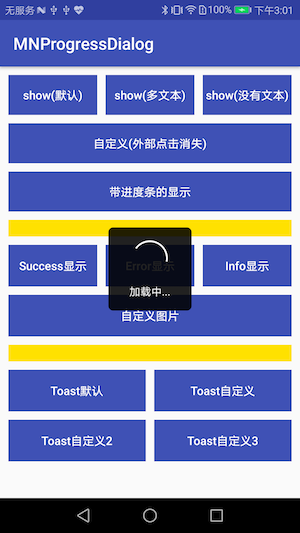 无服务 100% 下午3:01
MNProgressDialog
show(默认) show(多文本) show(没有文本)
自定义(外部点击消失)
带进度条的显示
Success显示 Error显示 Info显示
加载中...
自定义图片
Toast默认 Toast自定义
Toast自定义2 Toast自定义3